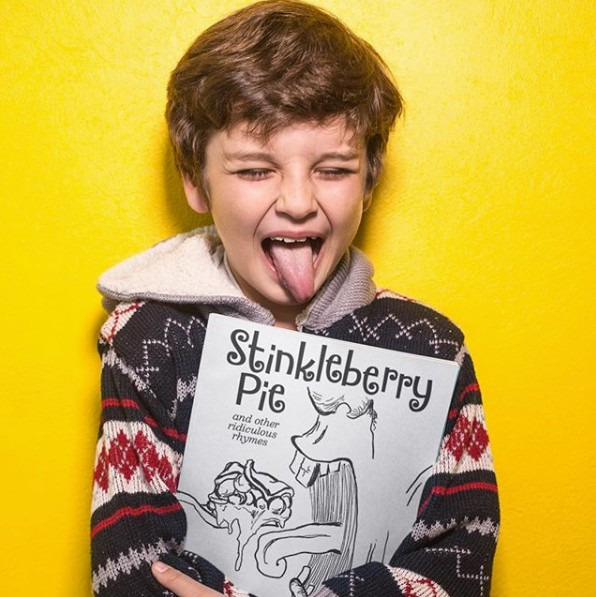 Stinkleberry
Pie
and other
ridiculous
rhymes